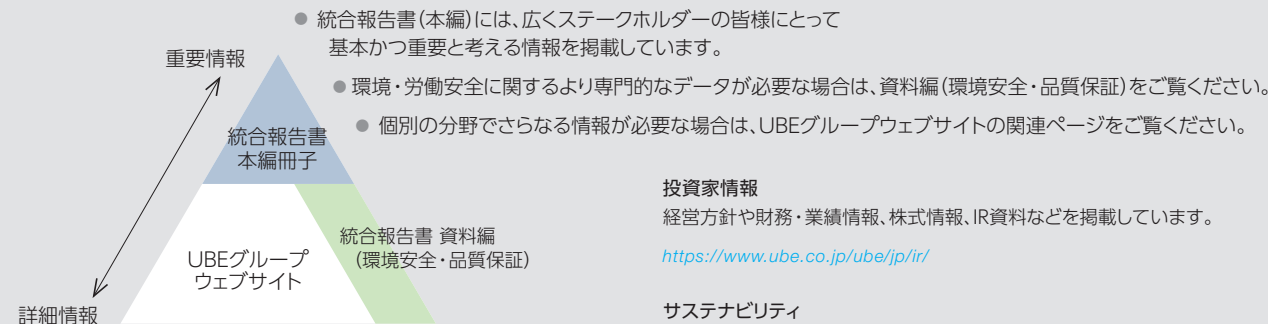 ● 統合報告書(本編)には、広くステークホルダーの皆様にとって
基本かつ重要と考える情報を掲載しています。
重要情報
● 環境・労働安全に関するより専門的なデータが必要な場合は、資料編(環境安全・品質保証)をご覧ください。
● 個別の分野でさらなる情報が必要な場合は、UBEグループウェブサイトの関連ページをご覧ください。
統合報告書
本編冊子
統合報告書 資料編
(環境安全・品質保証)
UBEグループ
ウェブサイト
詳細情報
投資家情報
経営方針や財務・業績情報、株式情報、IR資料などを掲載しています。
https://www.ube.co.jp/ube/jp/ir/
サステナビリティ